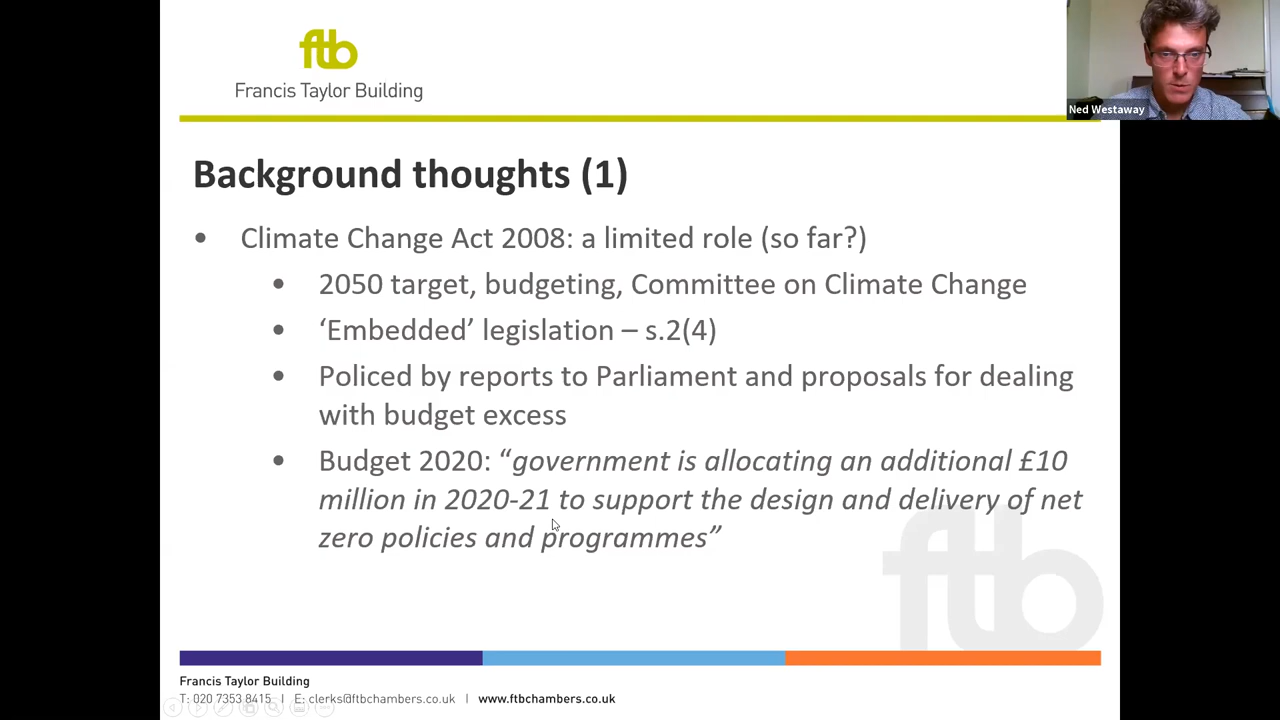 ftb
Francis Taylor Building
Ned Westaway
Background thoughts (1)
• Climate Change Act 2008: a limited role (so far?)
• 2050 target, budgeting, Committee on Climate Change
• ‘Embedded’ legislation – s.2(4)
• Policed by reports to Parliament and proposals for dealing
with budget excess
• Budget 2020: “government is allocating an additional £10
million in 2020-21 to support the design and delivery of net
zero policies and programmes”
ftb
Francis Taylor Building
T: 020 7353 8415 | E: clerks@ftbchambers.co.uk | www.ftbchambers.co.uk